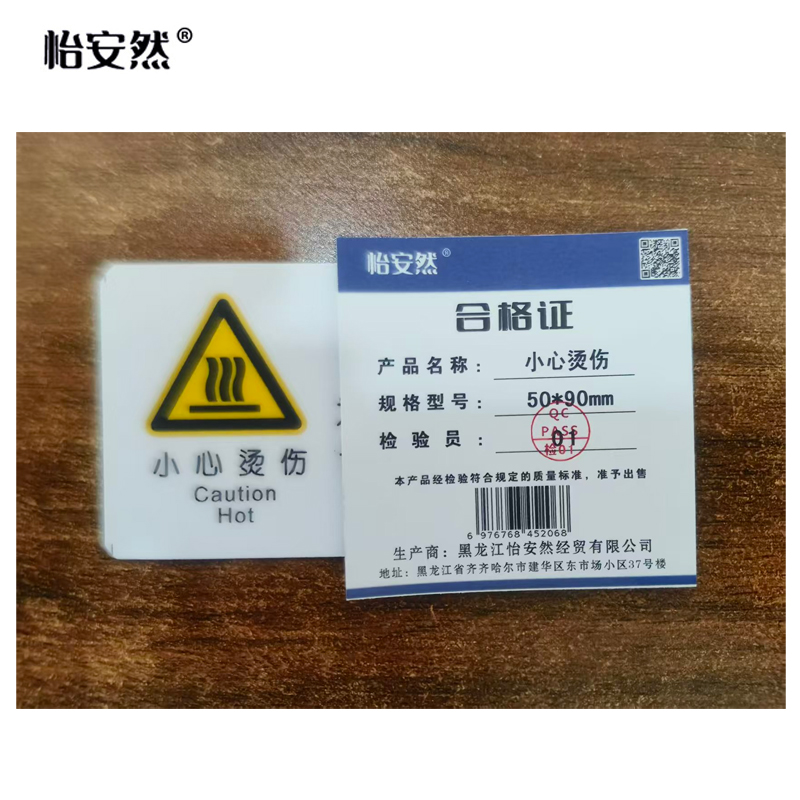 怡安然®
小心烫伤
Caution
Hot
怡安然®
合格证
产品名称： 小心烫伤
规格型号： 50*90mm
检验员： 01
QC
PASS
检01
本产品经检验符合规定的质量标准，准予出售
6 976768 452068
生产商：黑龙江怡安然经贸有限公司
地址：黑龙江省齐齐哈尔市建华区东市场小区37号楼